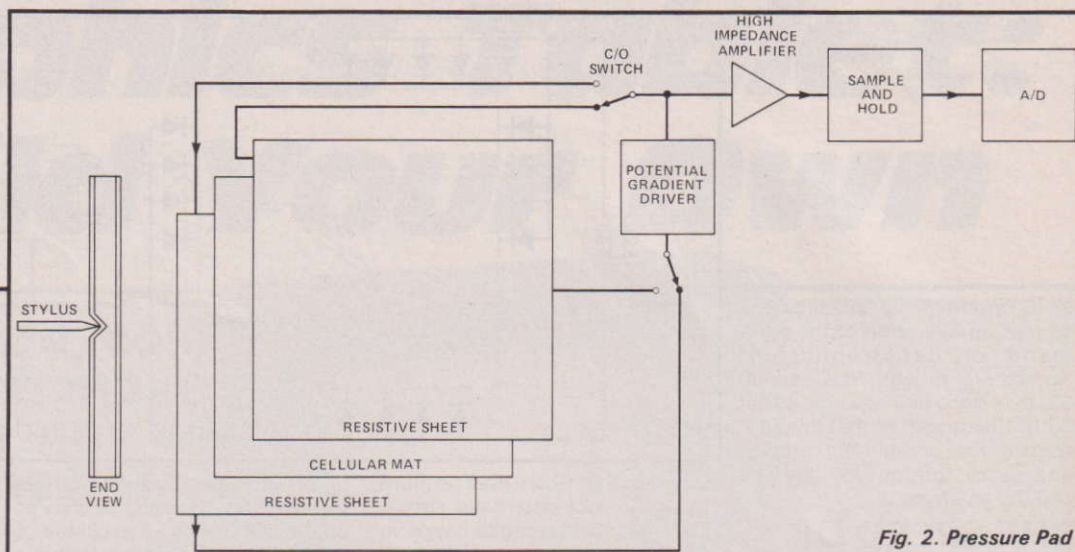 HIGH
IMPEDANCE
AMPLIFIER
C/O
SWITCH
SAMPLE
AND
HOLD
A/D
POTENTIAL
GRADIENT
DRIVER
STYLUS
RESISTIVE SHEET
CELLULAR MAT
RESISTIVE SHEET
END
VIEW
Fig. 2. Pressure Pad